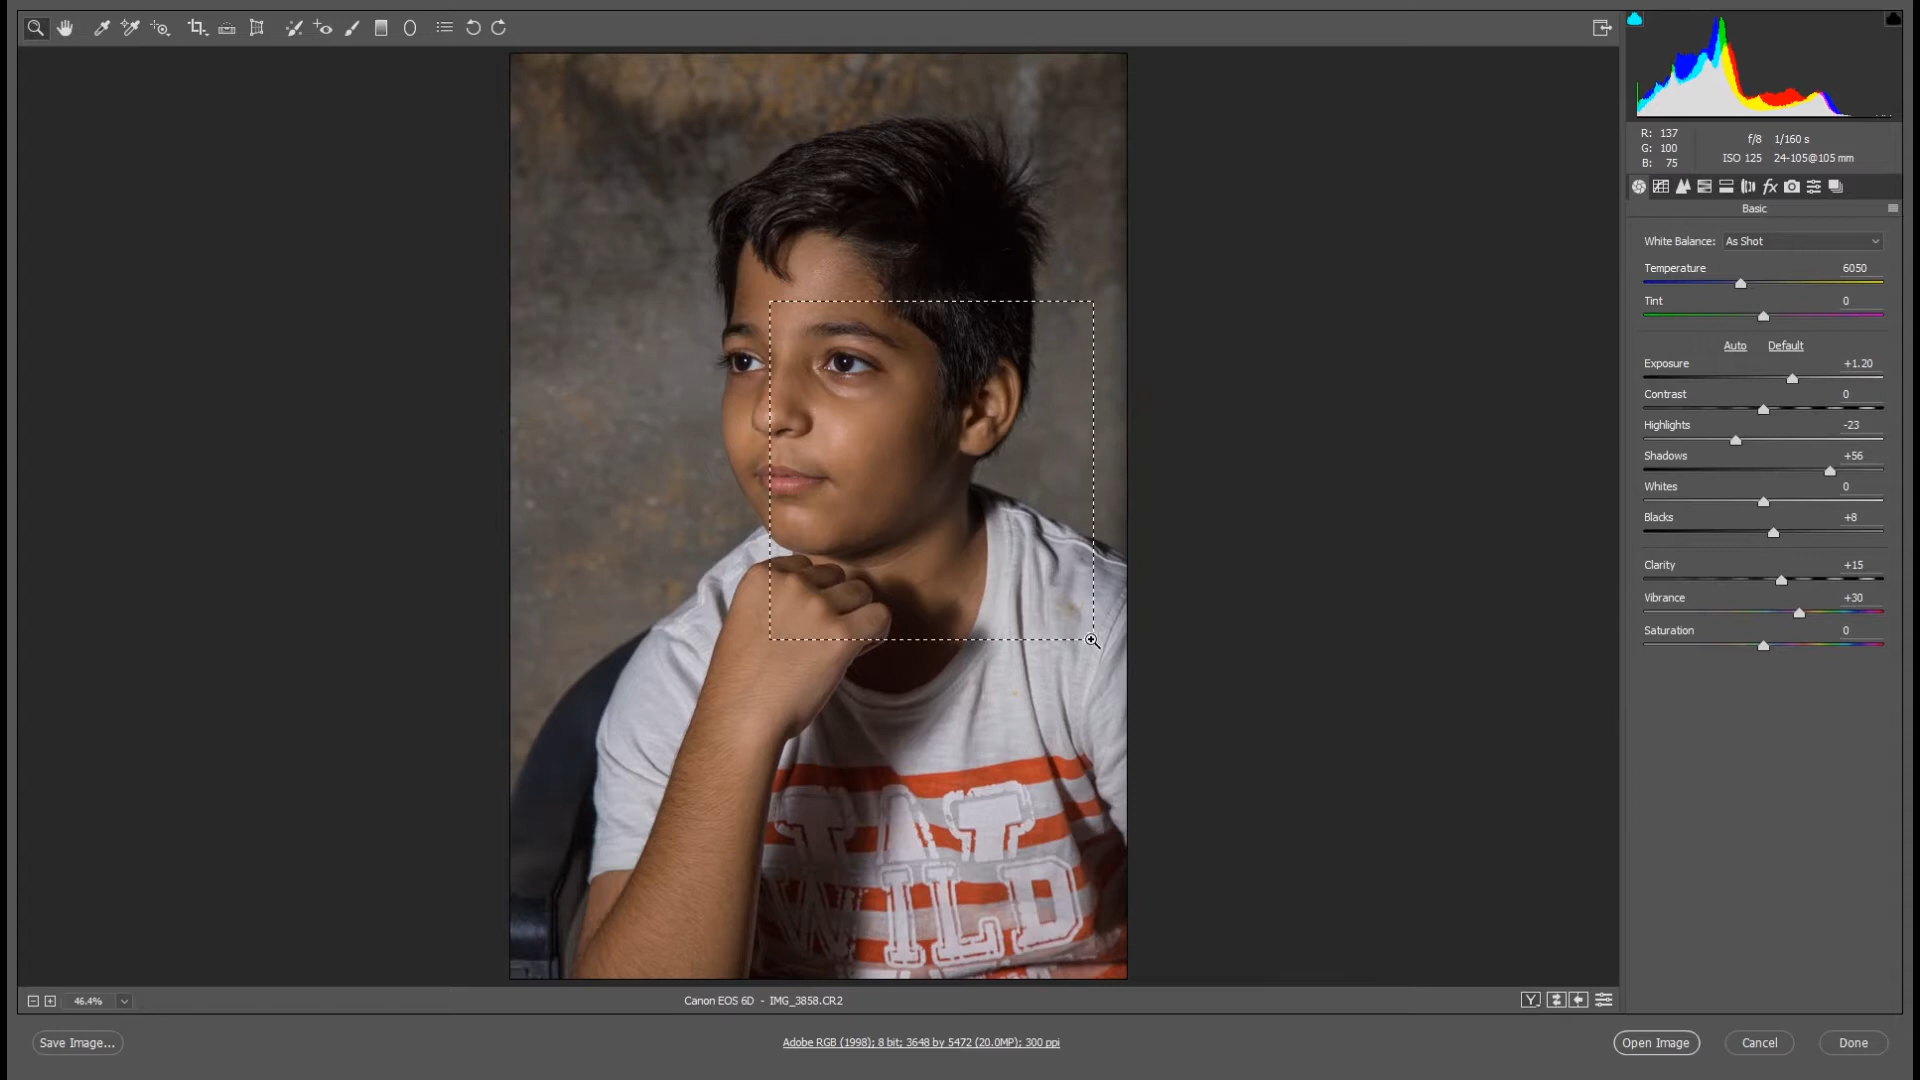 R: 137
G: 100
B: 75
f/8 1/160 s
ISO 125 24-105@105 mm
Basic
White Balance: As Shot
Temperature 6050
Tint 0
Auto Default
Exposure +1.20
Contrast 0
Highlights -23
Shadows +56
Whites 0
Blacks +8
Clarity +15
Vibrance +30
Saturation 0
WILD
46.4%
Canon EOS 6D - IMG_3858.CR2
Save Image...
Adobe RGB (1998); 8 bit; 3648 by 5472 (20.0MP); 300 ppi
Open Image Cancel Done